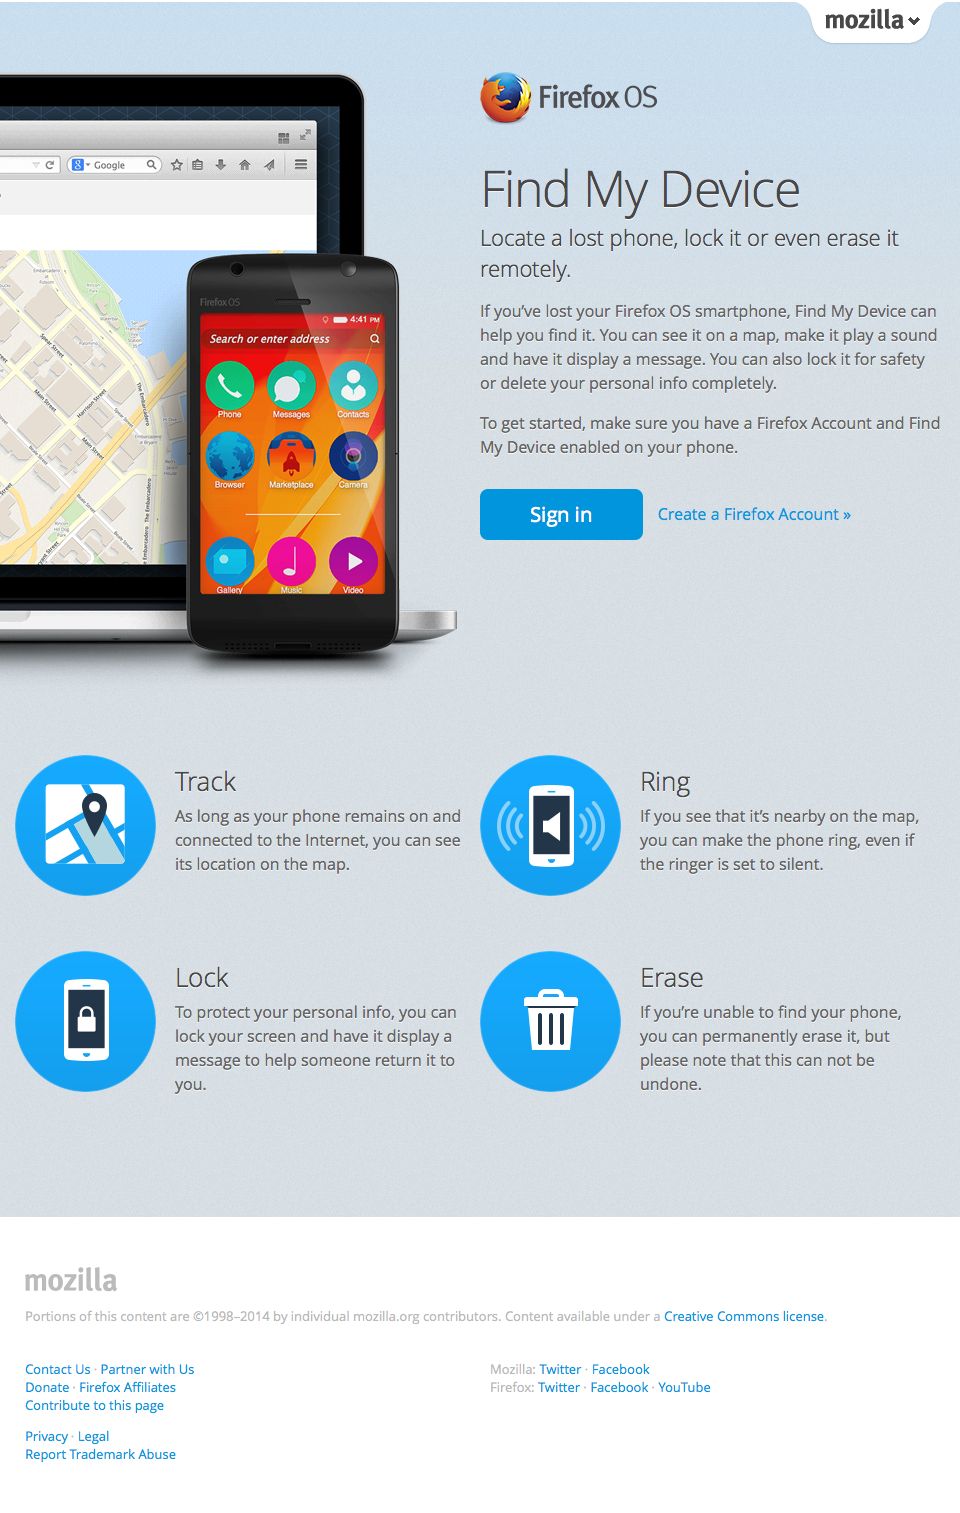 mozilla
Firefox OS
Find My Device
Locate a lost phone, lock it or even erase it
remotely.
If you’ve lost your Firefox OS smartphone, Find My Device can
help you find it. You can see it on a map, make it play a sound
and have it display a message. You can also lock it for safety
or delete your personal info completely.
To get started, make sure you have a Firefox Account and Find
My Device enabled on your phone.
Sign in
Create a Firefox Account »
Google
Firefox OS
4:41 PM
Search or enter address
Phone
Messages
Contacts
Browser
Marketplace
Camera
Gallery
Music
Video
Spear Street
Main Street
Harrison Street
Main Street
Beale Street
The Embarcadero
Track
As long as your phone remains on and
connected to the Internet, you can see
its location on the map.
Ring
If you see that it’s nearby on the map,
you can make the phone ring, even if
the ringer is set to silent.
Lock
To protect your personal info, you can
lock your screen and have it display a
message to help someone return it to
you.
Erase
If you’re unable to find your phone,
you can permanently erase it, but
please note that this can not be
undone.
mozilla
Portions of this content are ©1998–2014 by individual mozilla.org contributors. Content available under a Creative Commons license.
Contact Us · Partner with Us
Donate · Firefox Affiliates
Contribute to this page
Privacy · Legal
Report Trademark Abuse
Mozilla: Twitter · Facebook
Firefox: Twitter · Facebook · YouTube